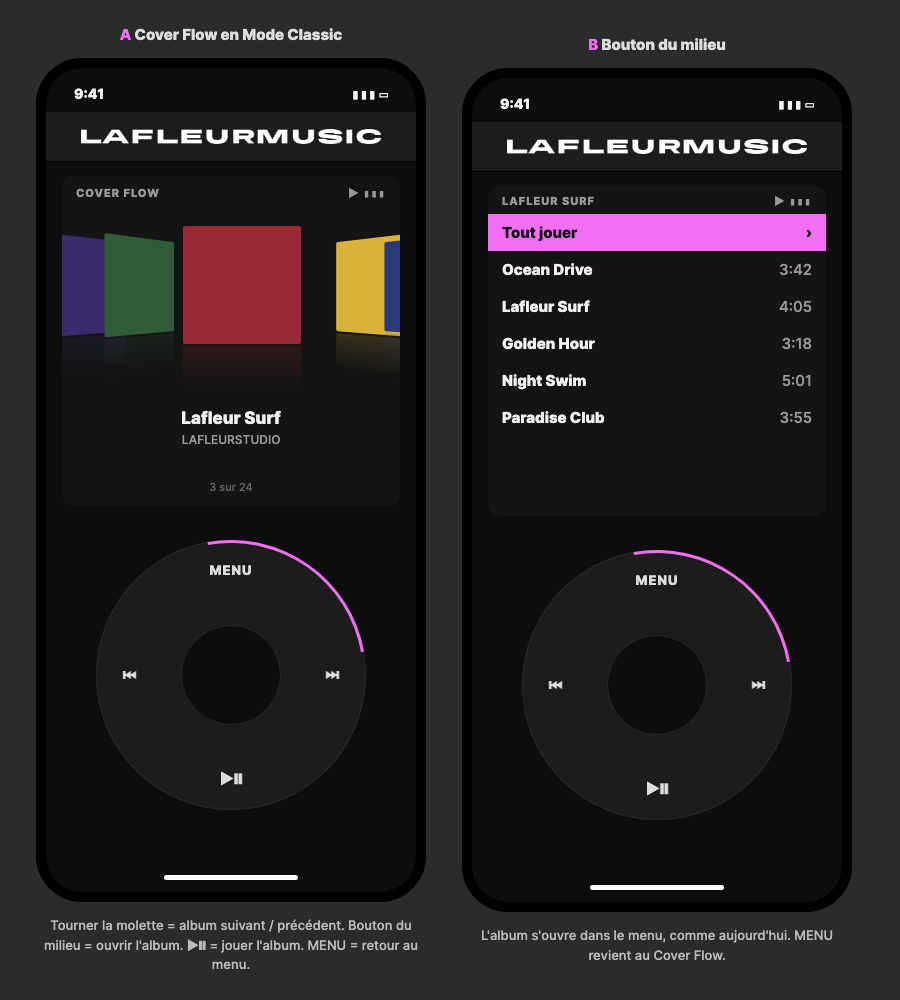 A Cover Flow en Mode Classic
9:41
LAFLEURMUSIC
COVER FLOW
Lafleur Surf
LAFLEURSTUDIO
3 sur 24
MENU
Tourner la molette = album suivant / précédent. Bouton du
milieu = ouvrir l'album. ▶⏸ = jouer l'album. MENU = retour au
menu.
B Bouton du milieu
9:41
LAFLEURMUSIC
LAFLEUR SURF
Tout jouer ›
Ocean Drive 3:42
Lafleur Surf 4:05
Golden Hour 3:18
Night Swim 5:01
Paradise Club 3:55
MENU
L'album s'ouvre dans le menu, comme aujourd'hui. MENU
revient au Cover Flow.